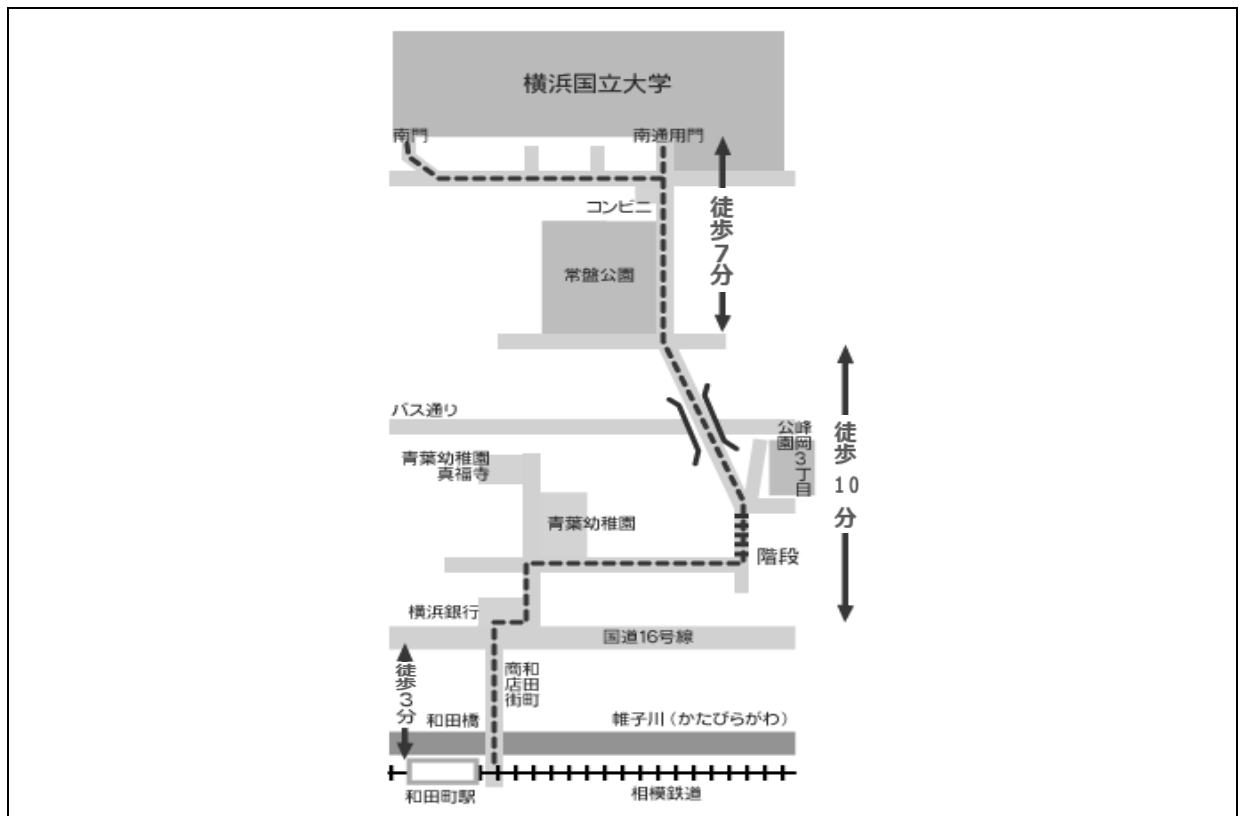 横浜国立大学
南門
南通用門
コンビニ
徒歩7分
常盤公園
バス通り
峰岡3丁目
公園
徒歩10分
青葉幼稚園
真福寺
青葉幼稚園
階段
横浜銀行
国道16号線
徒歩3分
和田町
商店街
和田橋
帷子川(かたびらがわ)
和田町駅
相模鉄道